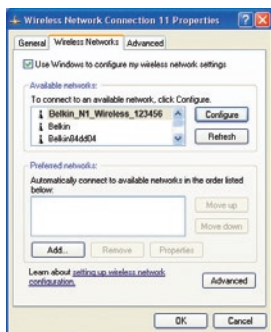 Wireless Network Connection 11 Properties
General Wireless Networks Advanced
Use Windows to configure my wireless network settings
Available networks:
To connect to an available network, click Configure.
Belkin_N1_Wireless_123456
Configure
Belkin
Belkin84dd04
Refresh
Preferred networks:
Automatically connect to available networks in the order listed
below:
Move up
Move down
Add... Remove Properties
Learn about setting up wireless network
configuration.
Advanced
OK Cancel